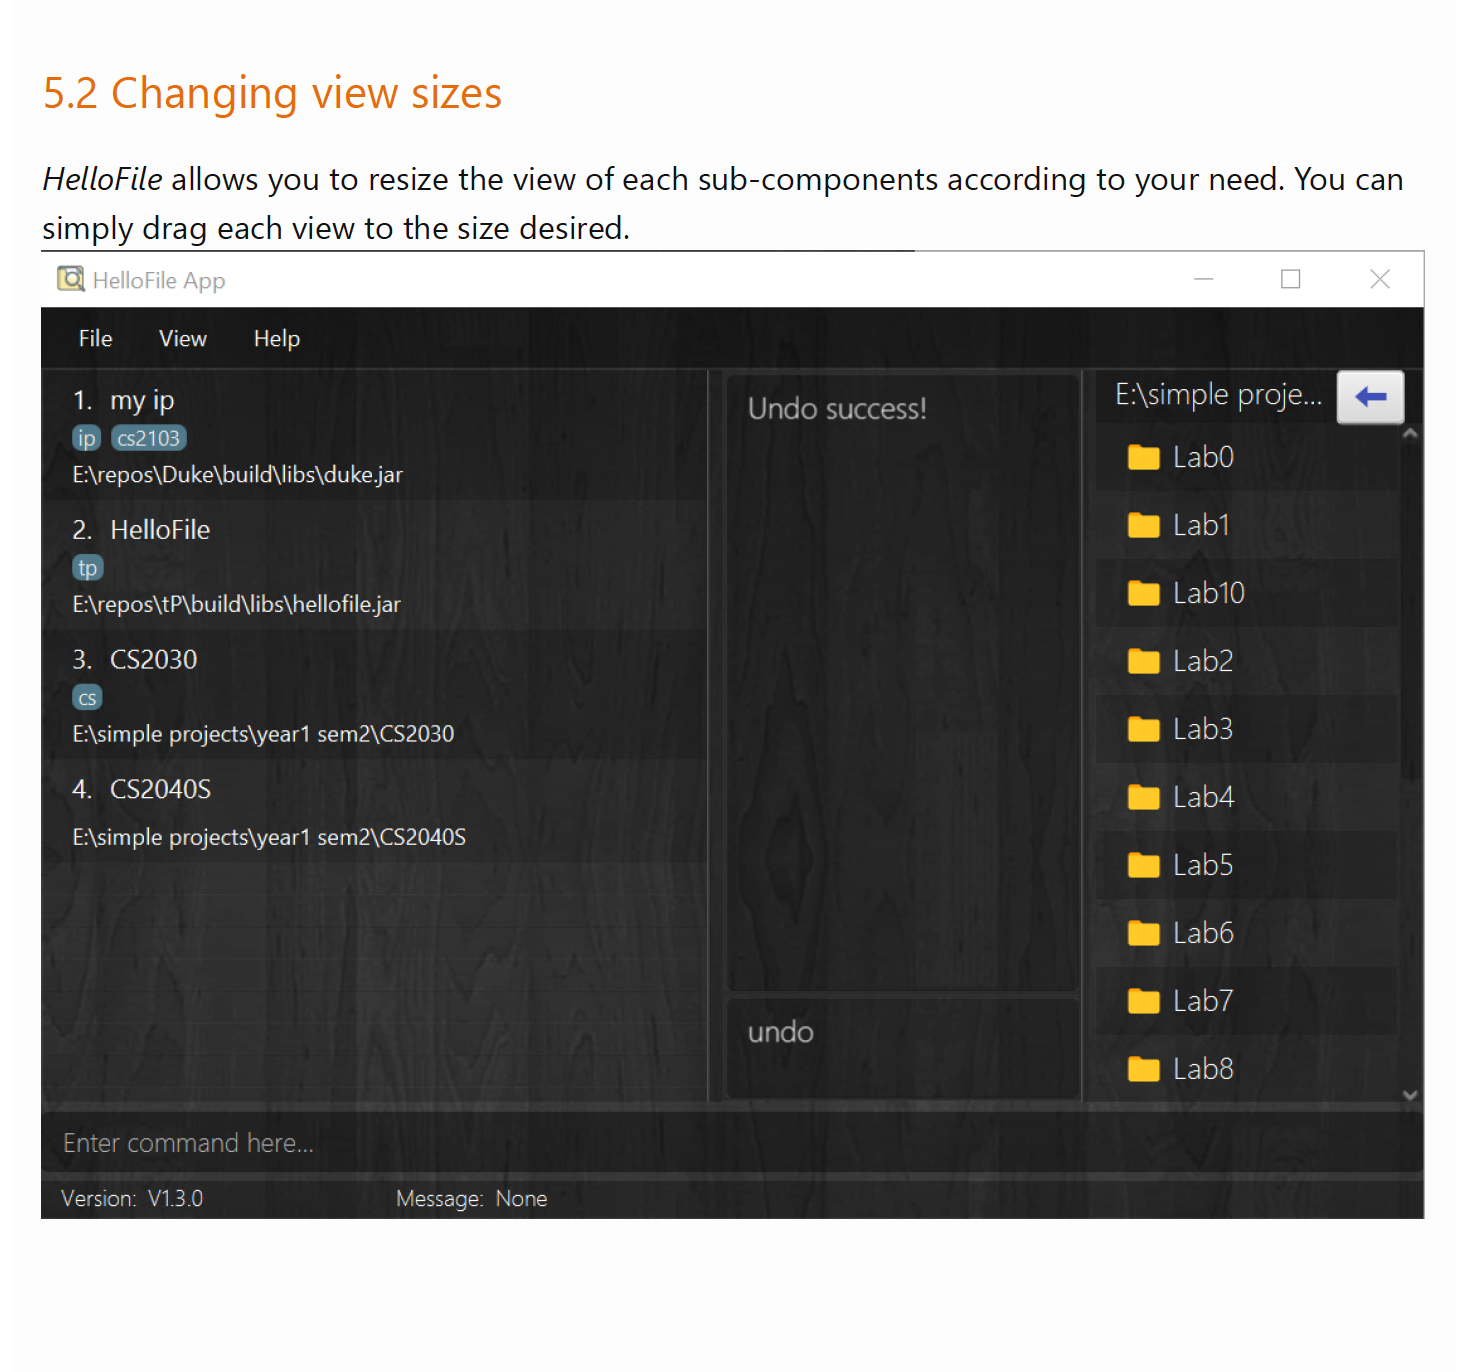 5.2 Changing view sizes
HelloFile allows you to resize the view of each sub-components according to your need. You can
simply drag each view to the size desired.
HelloFile App
File View Help
1. my ip
ip cs2103
E:\repos\Duke\build\libs\duke.jar
2. HelloFile
tp
E:\repos\tP\build\libs\hellofile.jar
3. CS2030
cs
E:\simple projects\year1 sem2\CS2030
4. CS2040S
E:\simple projects\year1 sem2\CS2040S
Undo success!
undo
E:\simple proje...
Lab0
Lab1
Lab10
Lab2
Lab3
Lab4
Lab5
Lab6
Lab7
Lab8
Enter command here...
Version: V1.3.0 Message: None